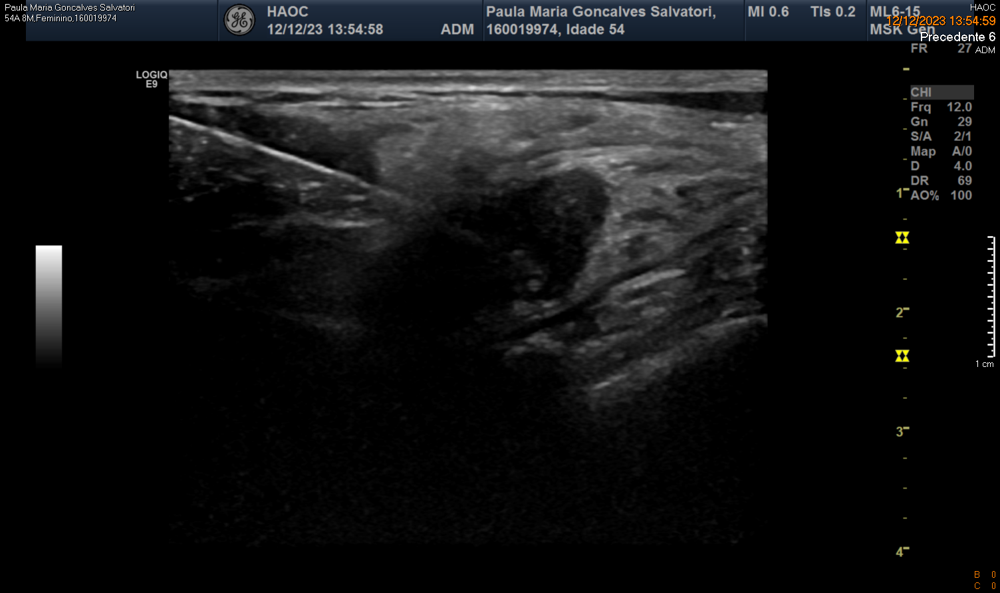 Paula Maria Goncalves Salvatori
54A 8M,Feminino,160019974
HAOC
12/12/23 13:54:58 ADM
Paula Maria Goncalves Salvatori,
160019974, Idade 54
MI 0.6 TIs 0.2
ML6-15
MSK Gen
HAOC
12/12/2023 13:54:59
Precedente 6
ADM
FR 27
LOGIQ
E9
CHI
Frq 12.0
Gn 29
S/A 2/1
Map A/0
D 4.0
DR 69
AO% 100
1
2
3
4
1 cm
B 0
C 0